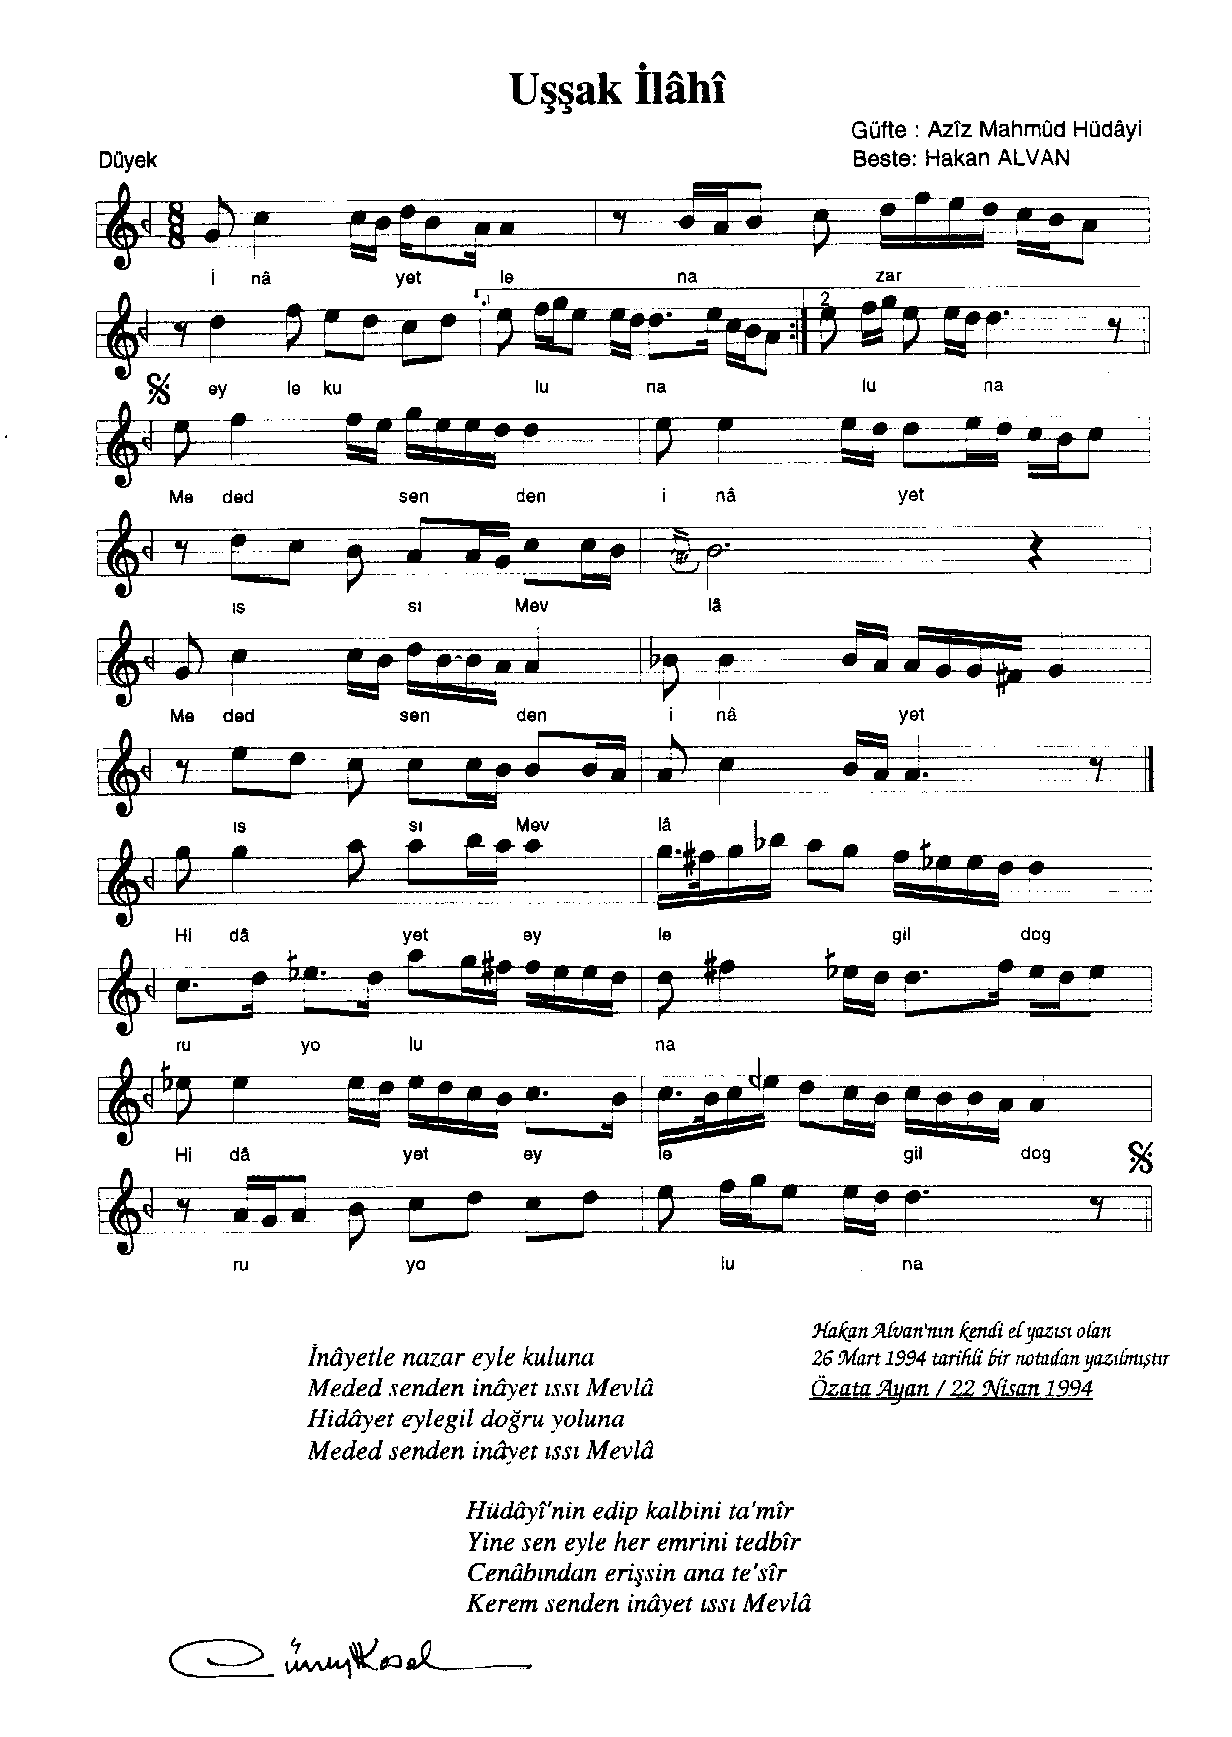 Uşşak İlâhî
Güfte : Azîz Mahmûd Hüdâyi
Düyek
Beste: Hakan ALVAN
İ nâ yet le na zar
1. 2
ey le ku lu na lu na
Me ded sen den i nâ yet
ıs sı Mev lâ
Me ded sen den i nâ yet
ıs sı Mev lâ
Hi dâ yet ey le gil dog
ru yo lu na
Hi dâ yet ey le gil dog
ru yo lu na
Hakan Alvan'nın kendi el yazısı olan
26 Mart 1994 tarihli bir notadan yazılmıştır
Özata Ayan / 22 Nisan 1994
İnâyetle nazar eyle kuluna
Meded senden inâyet ıssı Mevlâ
Hidâyet eylegil doğru yoluna
Meded senden inâyet ıssı Mevlâ
Hüdâyî'nin edip kalbini ta'mîr
Yine sen eyle her emrini tedbîr
Cenâbından erişsin ana te'sîr
Kerem senden inâyet ıssı Mevlâ